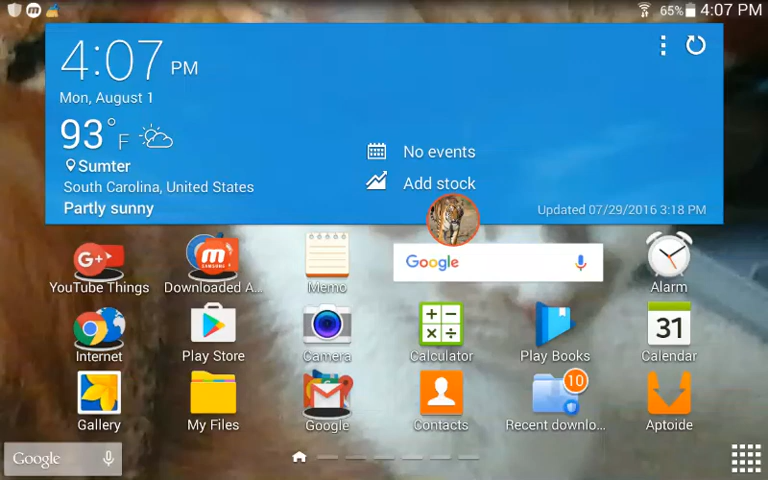 65% 4:07 PM
4:07 PM
Mon, August 1
93° F
Sumter
South Carolina, United States
Partly sunny
No events
Add stock
Updated 07/29/2016 3:18 PM
G+
m
SAMSUNG
Google
YouTube Things
Downloaded A...
Memo
Alarm
31
Internet
Play Store
Camera
Calculator
Play Books
Calendar
10
Gallery
My Files
Google
Contacts
Recent downlo...
Aptoide
Google